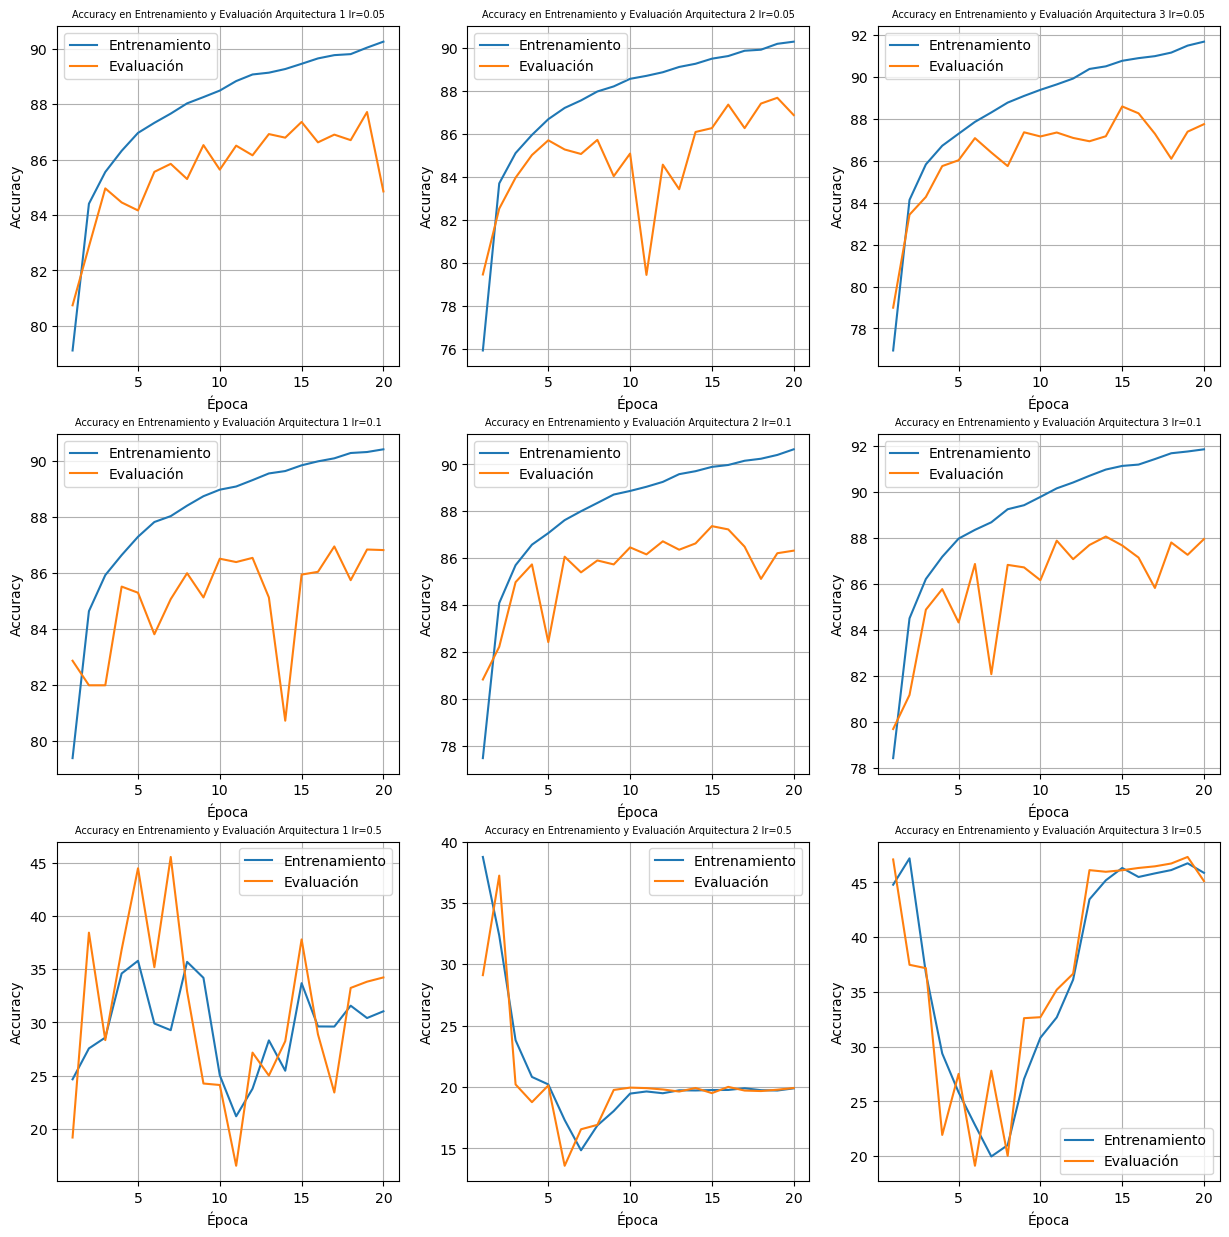 Accuracy en Entrenamiento y Evaluación Arquitectura 1 lr=0.05
Entrenamiento
Evaluación
90
88
86
84
82
80
Accuracy
5
10
15
20
Época
Accuracy en Entrenamiento y Evaluación Arquitectura 2 lr=0.05
Entrenamiento
Evaluación
90
88
86
84
82
80
78
76
Accuracy
5
10
15
20
Época
Accuracy en Entrenamiento y Evaluación Arquitectura 3 lr=0.05
Entrenamiento
Evaluación
92
90
88
86
84
82
80
78
Accuracy
5
10
15
20
Época
Accuracy en Entrenamiento y Evaluación Arquitectura 1 lr=0.1
Entrenamiento
Evaluación
90
88
86
84
82
80
Accuracy
5
10
15
20
Época
Accuracy en Entrenamiento y Evaluación Arquitectura 2 lr=0.1
Entrenamiento
Evaluación
90
88
86
84
82
80
78
Accuracy
5
10
15
20
Época
Accuracy en Entrenamiento y Evaluación Arquitectura 3 lr=0.1
Entrenamiento
Evaluación
92
90
88
86
84
82
80
78
Accuracy
5
10
15
20
Época
Accuracy en Entrenamiento y Evaluación Arquitectura 1 lr=0.5
Entrenamiento
Evaluación
45
40
35
30
25
20
Accuracy
5
10
15
20
Época
Accuracy en Entrenamiento y Evaluación Arquitectura 2 lr=0.5
Entrenamiento
Evaluación
40
35
30
25
20
15
Accuracy
5
10
15
20
Época
Accuracy en Entrenamiento y Evaluación Arquitectura 3 lr=0.5
45
40
35
30
25
20
Accuracy
Entrenamiento
Evaluación
5
10
15
20
Época